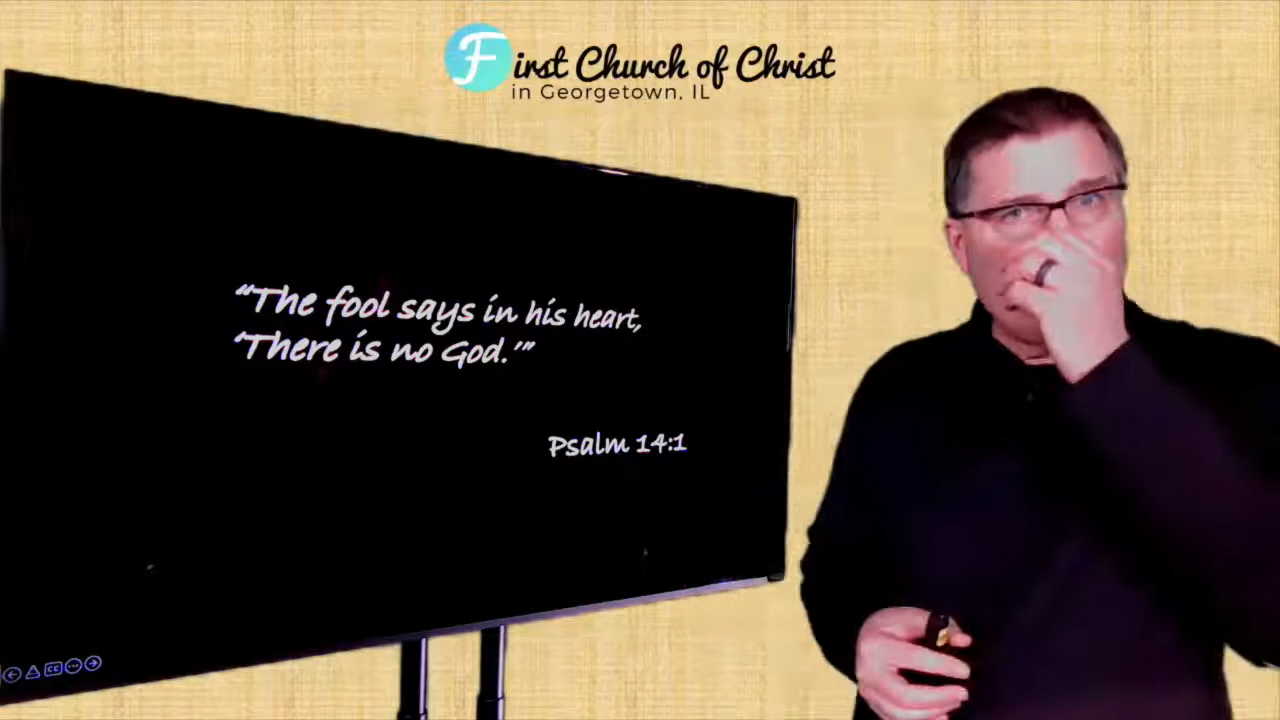 First Church of Christ
in Georgetown, IL
“The fool says in his heart,
‘There is no God.’”
Psalm 14:1
CC